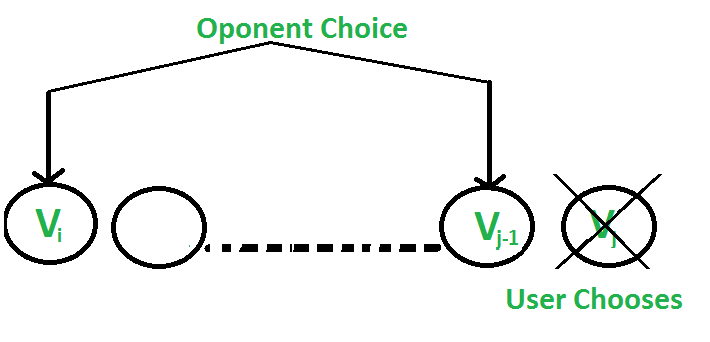 Oponent Choice
Vi
Vj-1
Vj
User Chooses